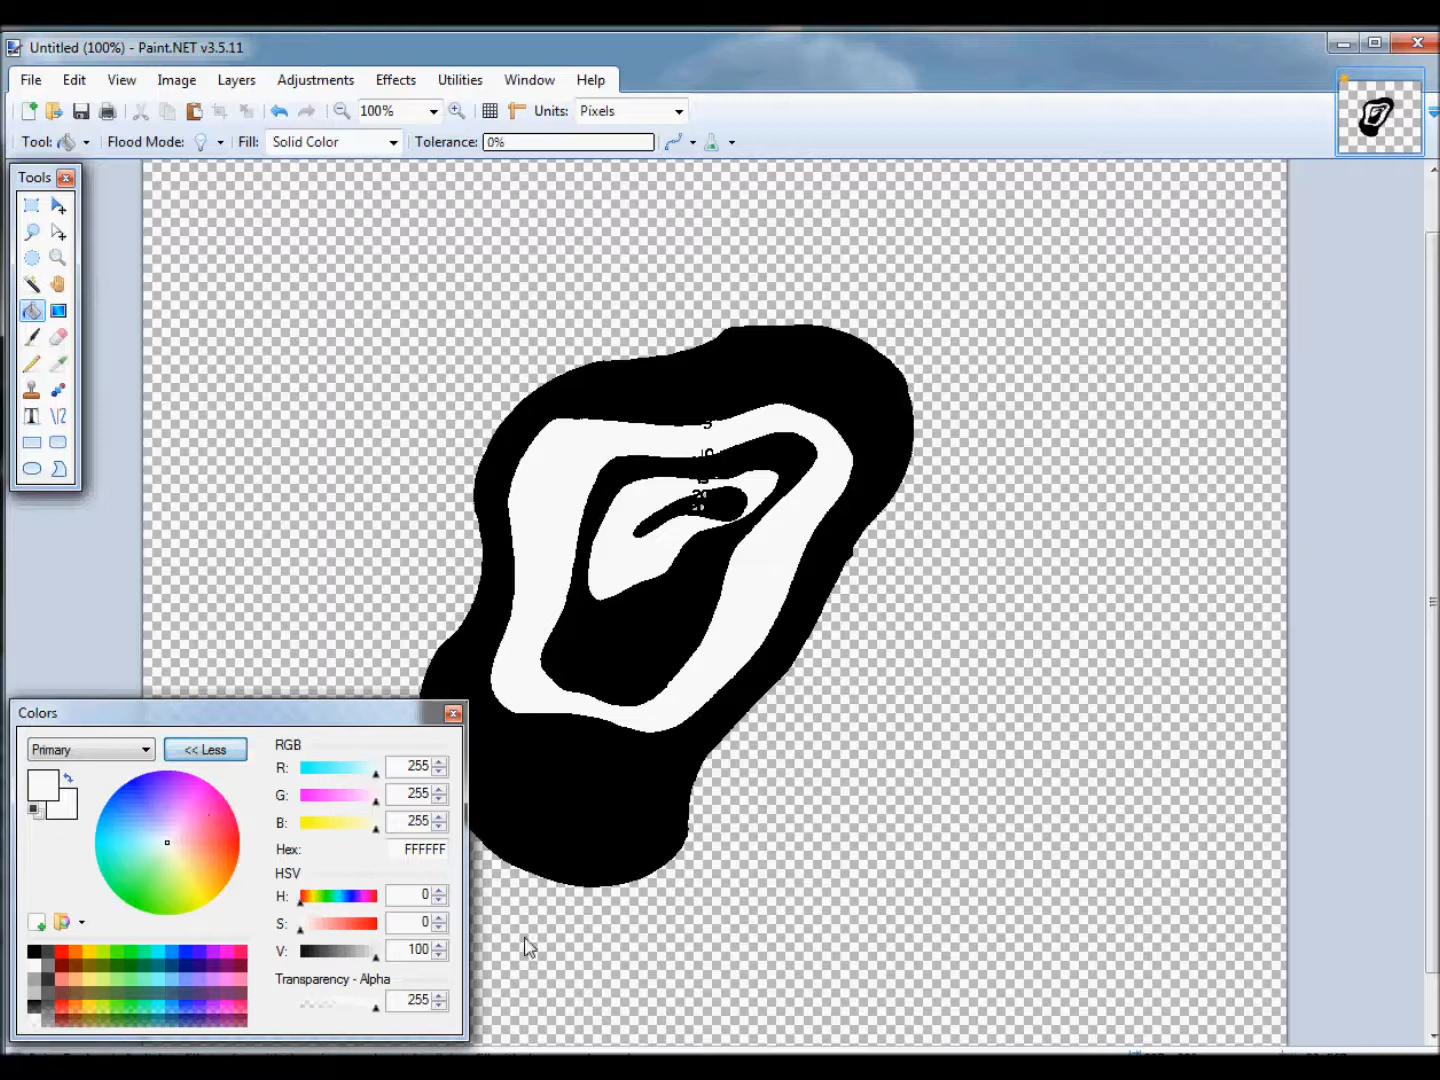 Untitled (100%) - Paint.NET v3.5.11
File Edit View Image Layers Adjustments Effects Utilities Window Help
100% Units: Pixels
Tool: Flood Mode: Fill: Solid Color Tolerance: 0%
Tools
Colors
Primary << Less RGB
R: 255
G: 255
B: 255
Hex: FFFFFF
HSV
H: 0
S: 0
V: 100
Transparency - Alpha
255